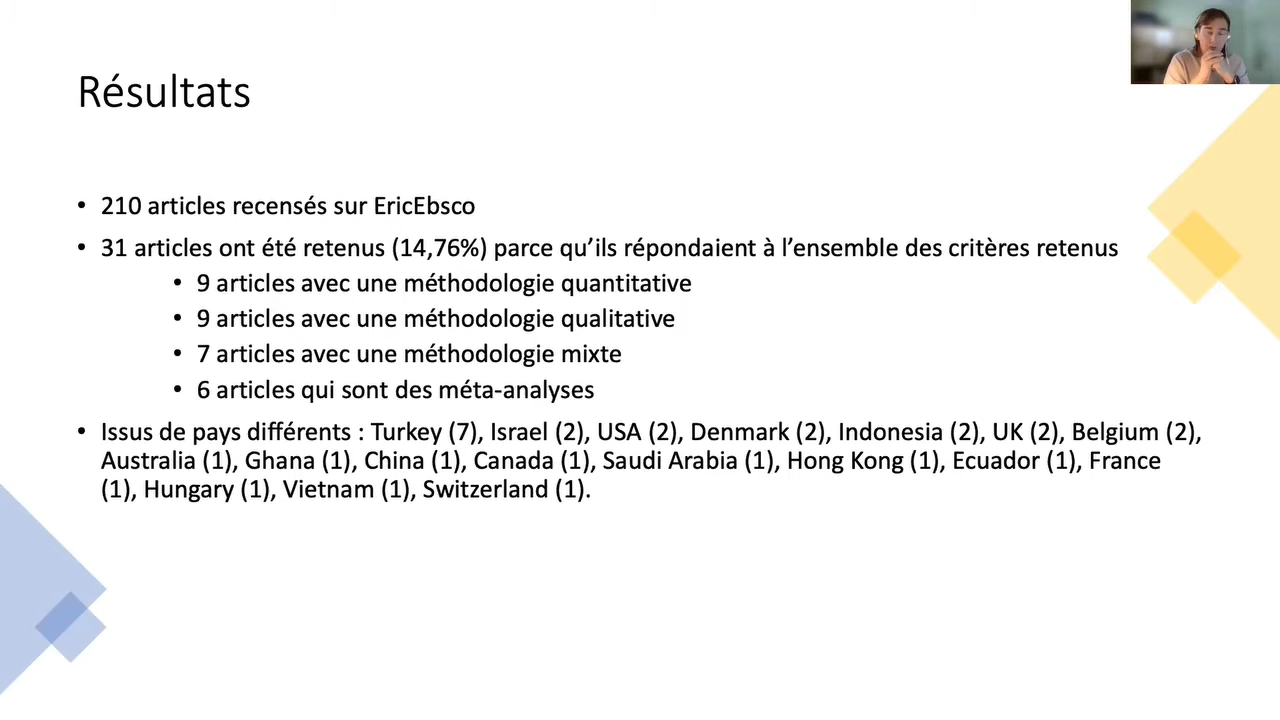 Résultats
• 210 articles recensés sur EricEbsco
• 31 articles ont été retenus (14,76%) parce qu’ils répondaient à l’ensemble des critères retenus
• 9 articles avec une méthodologie quantitative
• 9 articles avec une méthodologie qualitative
• 7 articles avec une méthodologie mixte
• 6 articles qui sont des méta-analyses
• Issus de pays différents : Turkey (7), Israel (2), USA (2), Denmark (2), Indonesia (2), UK (2), Belgium (2),
Australia (1), Ghana (1), China (1), Canada (1), Saudi Arabia (1), Hong Kong (1), Ecuador (1), France
(1), Hungary (1), Vietnam (1), Switzerland (1).